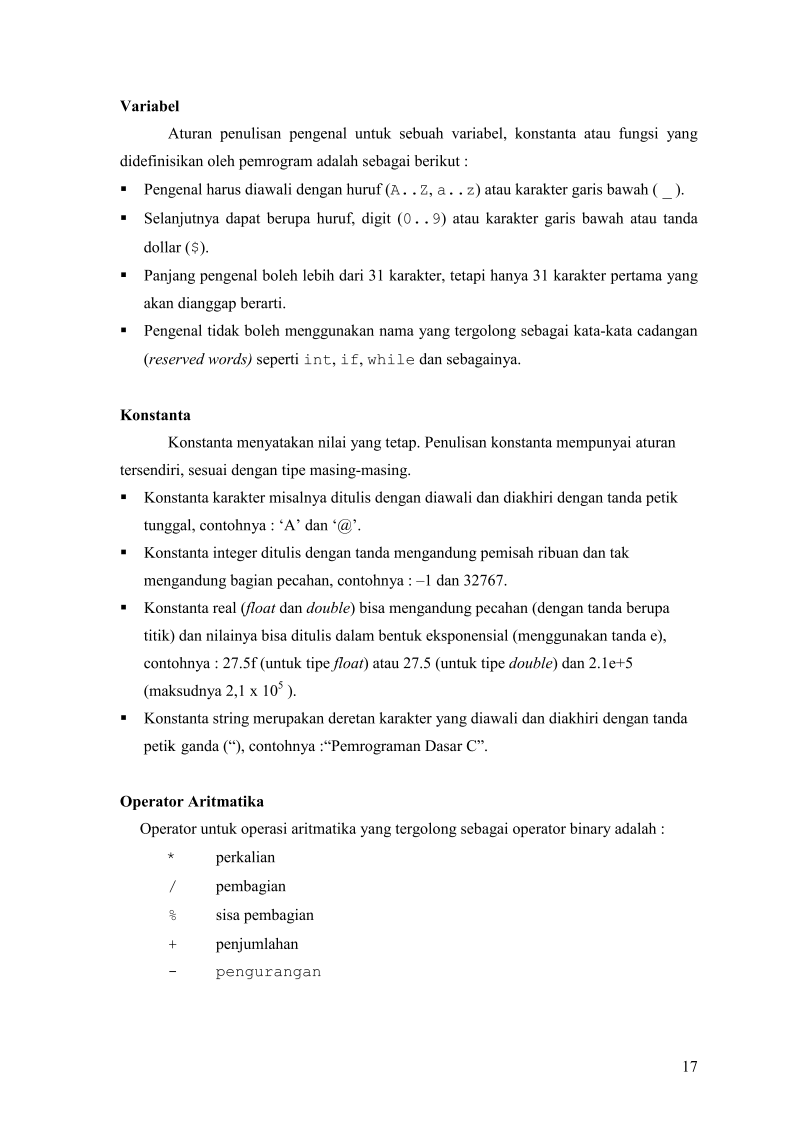 Variabel
Aturan penulisan pengenal untuk sebuah variabel, konstanta atau fungsi yang
didefinisikan oleh pemrogram adalah sebagai berikut :
▪ Pengenal harus diawali dengan huruf (A..Z, a..z) atau karakter garis bawah ( _ ).
▪ Selanjutnya dapat berupa huruf, digit (0..9) atau karakter garis bawah atau tanda
dollar ($).
▪ Panjang pengenal boleh lebih dari 31 karakter, tetapi hanya 31 karakter pertama yang
akan dianggap berarti.
▪ Pengenal tidak boleh menggunakan nama yang tergolong sebagai kata-kata cadangan
(reserved words) seperti int, if, while dan sebagainya.
Konstanta
Konstanta menyatakan nilai yang tetap. Penulisan konstanta mempunyai aturan
tersendiri, sesuai dengan tipe masing-masing.
▪ Konstanta karakter misalnya ditulis dengan diawali dan diakhiri dengan tanda petik
tunggal, contohnya : ‘A’ dan ‘@’.
▪ Konstanta integer ditulis dengan tanda mengandung pemisah ribuan dan tak
mengandung bagian pecahan, contohnya : –1 dan 32767.
▪ Konstanta real (float dan double) bisa mengandung pecahan (dengan tanda berupa
titik) dan nilainya bisa ditulis dalam bentuk eksponensial (menggunakan tanda e),
contohnya : 27.5f (untuk tipe float) atau 27.5 (untuk tipe double) dan 2.1e+5
(maksudnya 2,1 x 10⁵ ).
▪ Konstanta string merupakan deretan karakter yang diawali dan diakhiri dengan tanda
petik ganda (“), contohnya :“Pemrograman Dasar C”.
Operator Aritmatika
Operator untuk operasi aritmatika yang tergolong sebagai operator binary adalah :
* perkalian
/ pembagian
% sisa pembagian
+ penjumlahan
- pengurangan
17